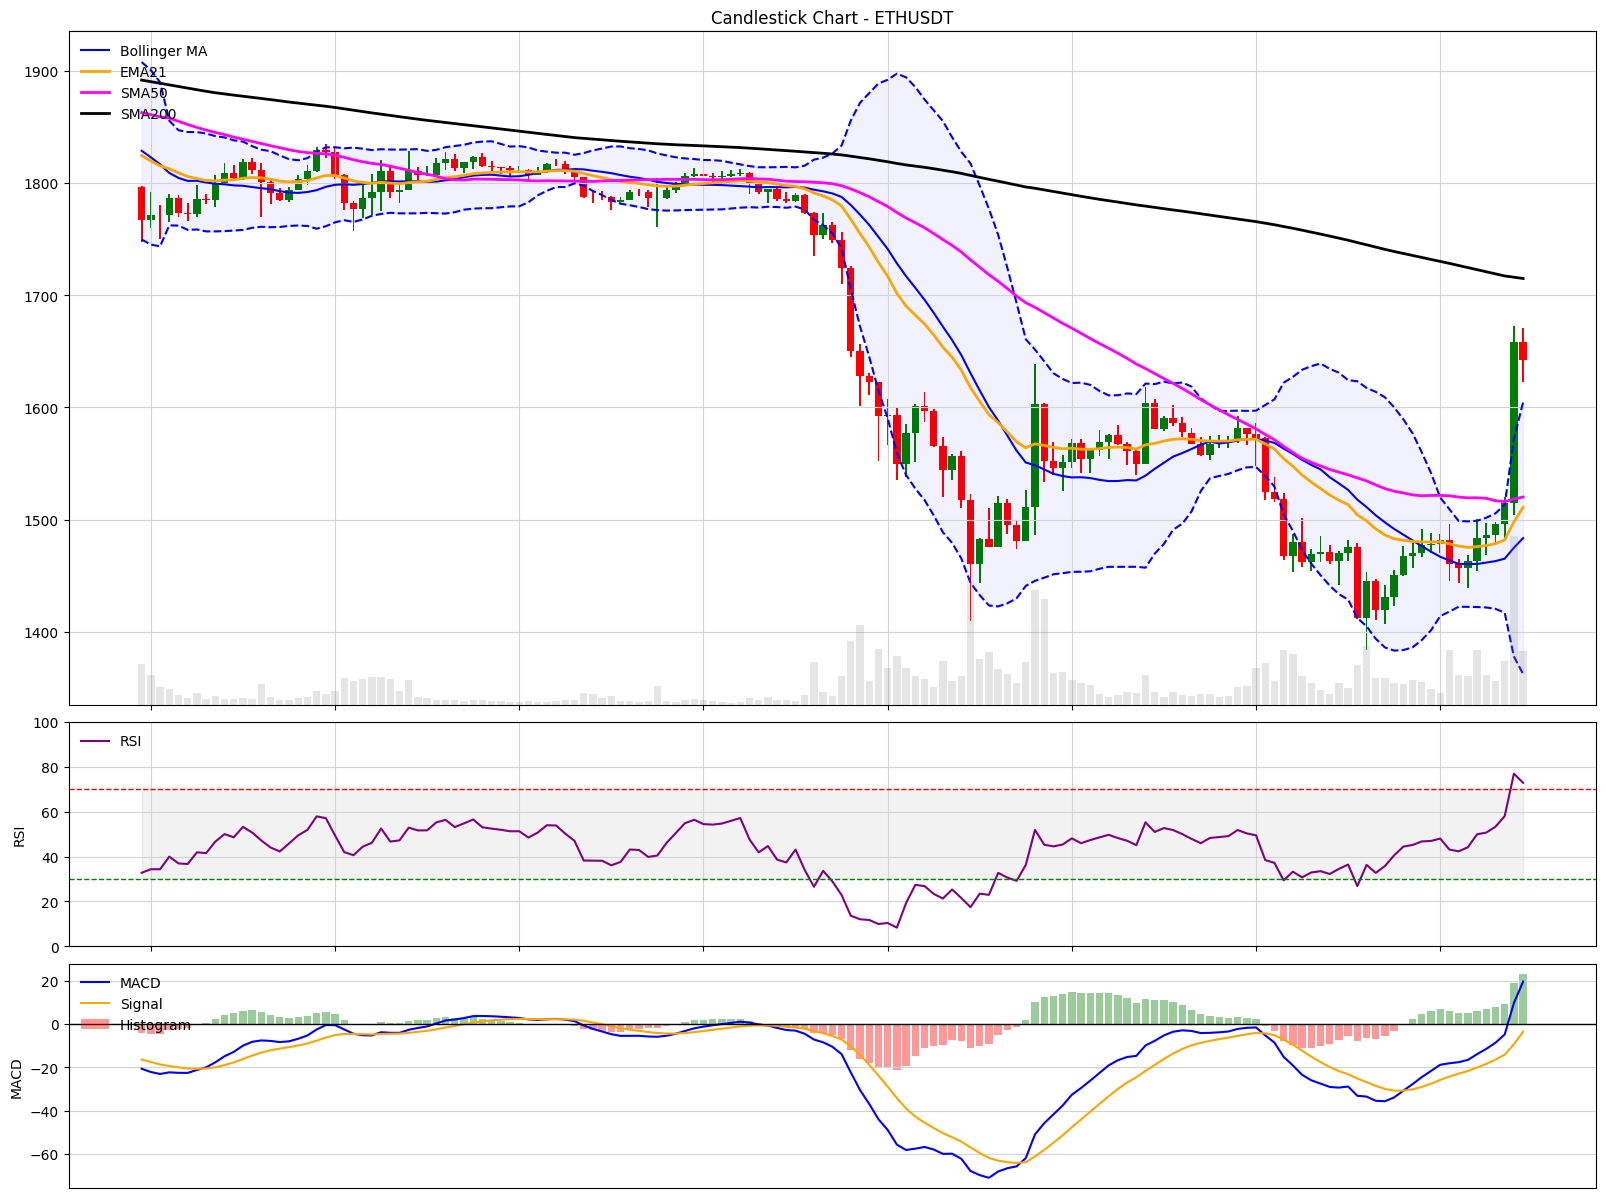 Candlestick Chart - ETHUSDT
Bollinger MA
EMA21
SMA50
SMA200
1900
1800
1700
1600
1500
1400
RSI
RSI
100
80
60
40
20
0
MACD
Signal
Histogram
MACD
20
0
−20
−40
−60